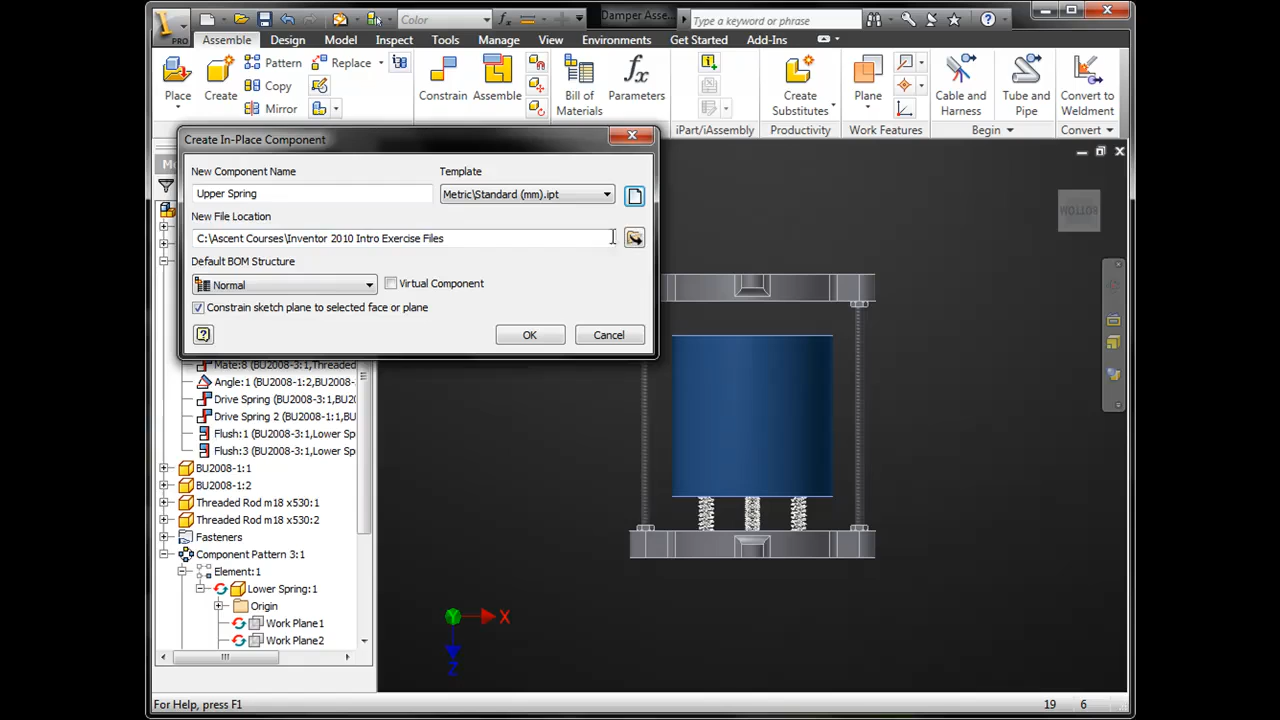 PRO
Color
Damper Asse...
Type a keyword or phrase
Assemble
Design
Model
Inspect
Tools
Manage
View
Environments
Get Started
Add-Ins
Place
Create
Pattern
Copy
Mirror
Replace
Constrain
Assemble
Bill of
Materials
fx
Parameters
iPart/iAssembly
Create
Substitutes
Productivity
Plane
Work Features
Cable and
Harness
Tube and
Pipe
Begin
Convert to
Weldment
Convert
Create In-Place Component
New Component Name
Template
Upper Spring
Metric\Standard (mm).ipt
New File Location
C:\Ascent Courses\Inventor 2010 Intro Exercise Files
Default BOM Structure
Normal
Virtual Component
Constrain sketch plane to selected face or plane
OK
Cancel
BOTTOM
Mate:8 (BU2008-3:1,Threaded
Angle:1 (BU2008-1:2,BU2008-
Drive Spring (BU2008-3:1,BU2
Drive Spring 2 (BU2008-1:1,BU
Flush:1 (BU2008-3:1,Lower Sp
Flush:3 (BU2008-3:1,Lower Sp
BU2008-1:1
BU2008-1:2
Threaded Rod m18 x530:1
Threaded Rod m18 x530:2
Fasteners
Component Pattern 3:1
Element:1
Lower Spring:1
Origin
Work Plane1
Work Plane2
X
Z
For Help, press F1
19
6